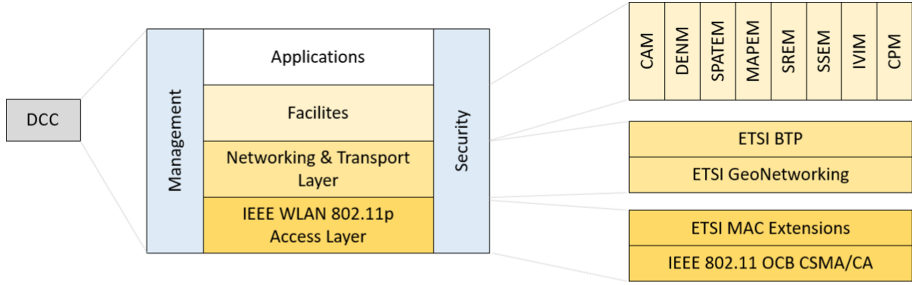 DCC
Management
Applications
Facilites
Networking & Transport
Layer
IEEE WLAN 802.11p
Access Layer
Security
CAM
DENM
SPATEM
MAPEM
SREM
SSEM
IVIM
CPM
ETSI BTP
ETSI GeoNetworking
ETSI MAC Extensions
IEEE 802.11 OCB CSMA/CA